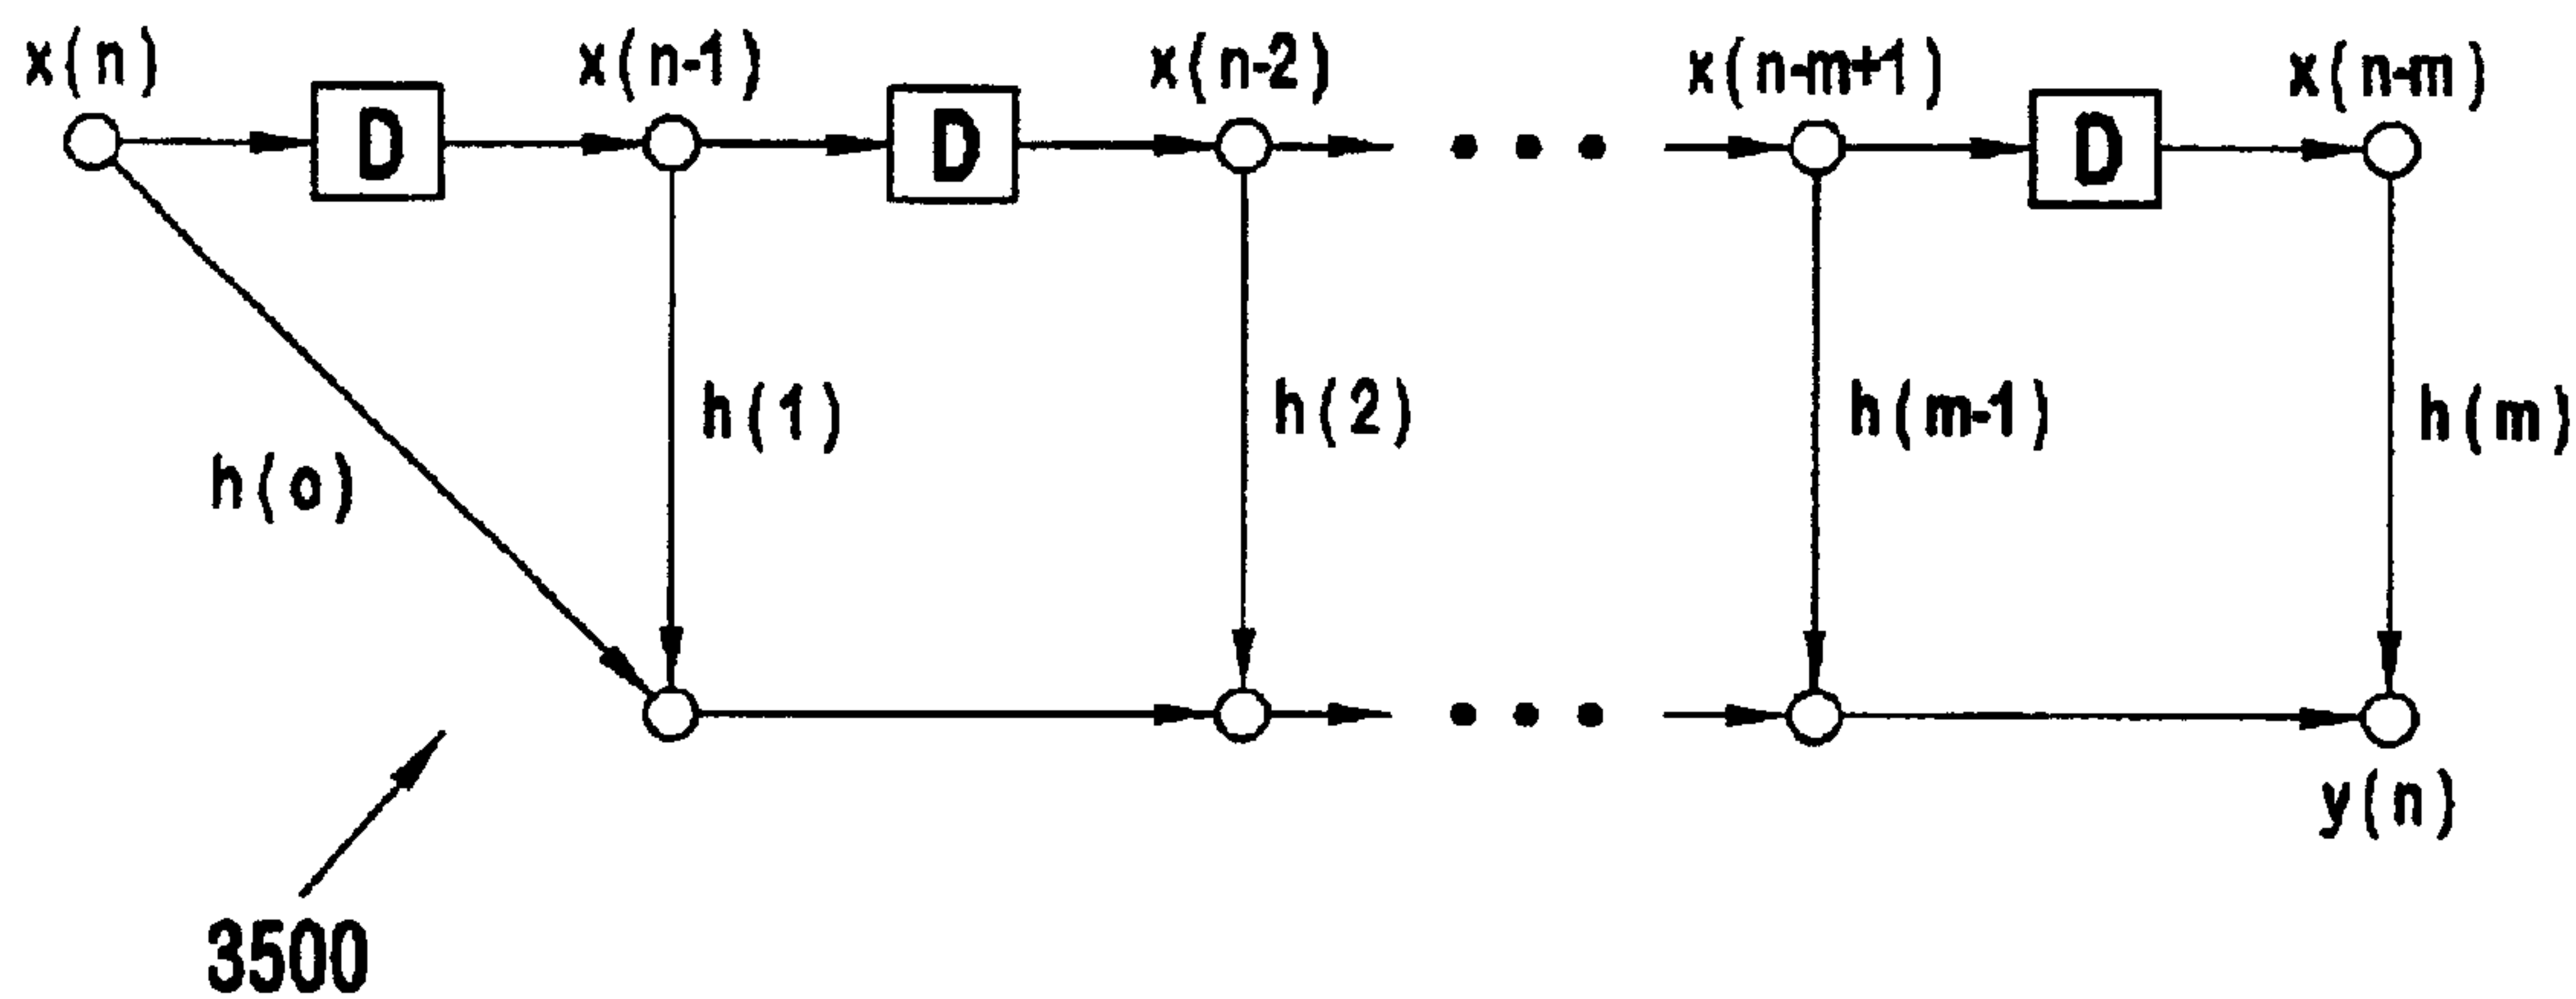 x(n) x(n-1) x(n-2) x(n-m+1) x(n-m)
D D D
h(o) h(1) h(2) h(m-1) h(m)
y(n)
3500